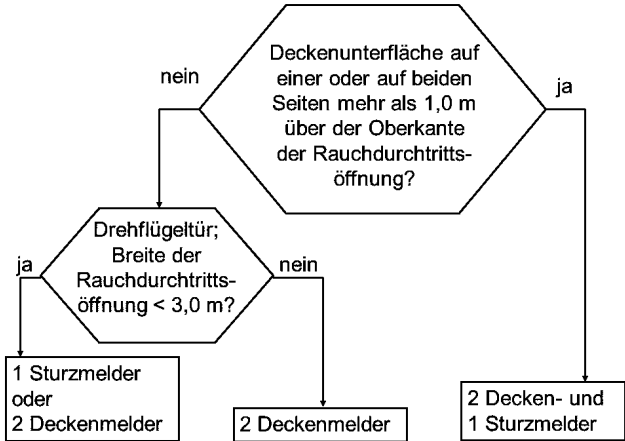 Deckenunterfläche auf
einer oder auf beiden
Seiten mehr als 1,0 m
über der Oberkante
der Rauchdurchtritts-
öffnung?
nein
ja
Drehflügeltür;
Breite der
Rauchdurchtritts-
öffnung < 3,0 m?
ja
nein
1 Sturzmelder
oder
2 Deckenmelder
2 Deckenmelder
2 Decken- und
1 Sturzmelder